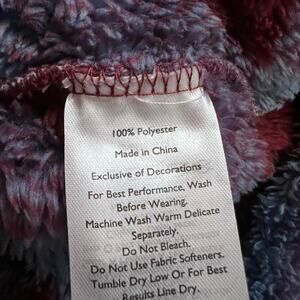 100% Polyester
Made in China
Exclusive of Decorations
For Best Performance, Wash
Before Wearing.
Machine Wash Warm Delicate
Separately.
Do Not Bleach.
Do Not Use Fabric Softeners.
Tumble Dry Low Or For Best
Results Line Dry.